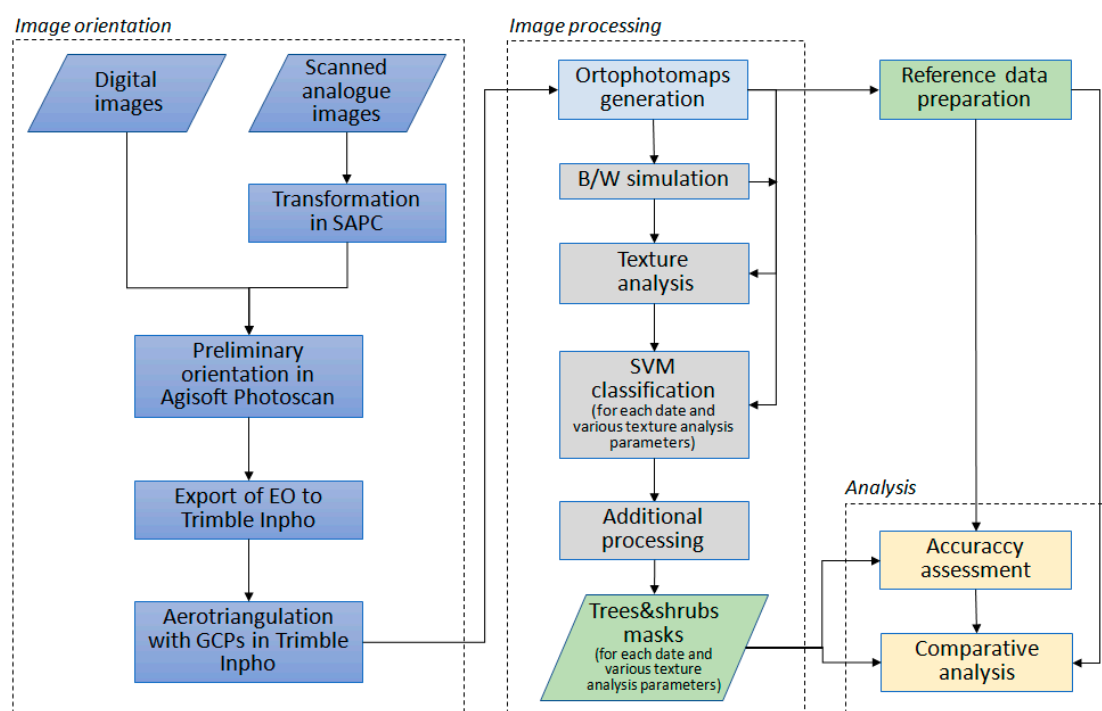 Image orientation
Digital
images
Scanned
analogue
images
Transformation
in SAPC
Preliminary
orientation in
Agisoft Photoscan
Export of EO to
Trimble Inpho
Aerotriangulation
with GCPs in Trimble
Inpho
Image processing
Ortophotomaps
generation
B/W simulation
Texture
analysis
SVM
classification
(for each date and
various texture analysis
parameters)
Additional
processing
Trees&shrubs
masks
(for each date and
various texture
analysis parameters)
Reference data
preparation
Analysis
Accuraccy
assessment
Comparative
analysis